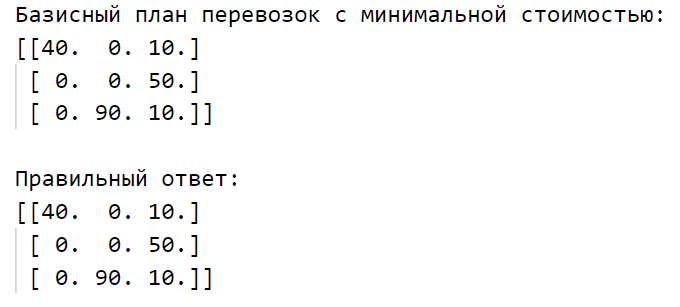 Базисный план перевозок с минимальной стоимостью:
[[40.  0. 10.]
 [ 0.  0. 50.]
 [ 0. 90. 10.]]

Правильный ответ:
[[40.  0. 10.]
 [ 0.  0. 50.]
 [ 0. 90. 10.]]